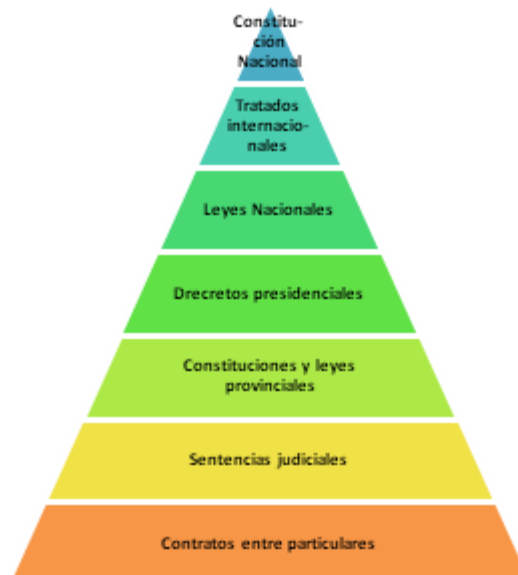 Constitu-
ción
Nacional
Tratados
internacio-
nales
Leyes Nacionales
Drecretos presidenciales
Constituciones y leyes
provinciales
Sentencias judiciales
Contratos entre particulares